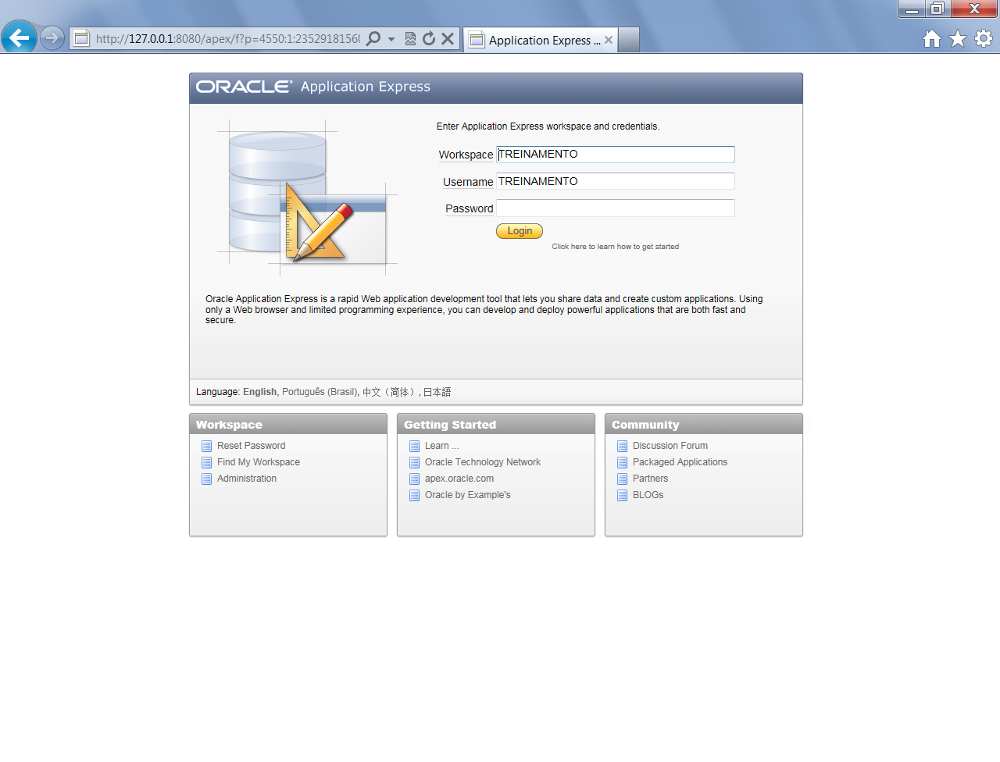 http://127.0.0.1:8080/apex/f?p=4550:1:2352918156
Application Express ...
ORACLE Application Express
Enter Application Express workspace and credentials.
Workspace TREINAMENTO
Username TREINAMENTO
Password
Login
Click here to learn how to get started
Oracle Application Express is a rapid Web application development tool that lets you share data and create custom applications. Using
only a Web browser and limited programming experience, you can develop and deploy powerful applications that are both fast and
secure.
Language: English, Português (Brasil), 中文（简体）, 日本語
Workspace
Reset Password
Find My Workspace
Administration
Getting Started
Learn ...
Oracle Technology Network
apex.oracle.com
Oracle by Example's
Community
Discussion Forum
Packaged Applications
Partners
BLOGs